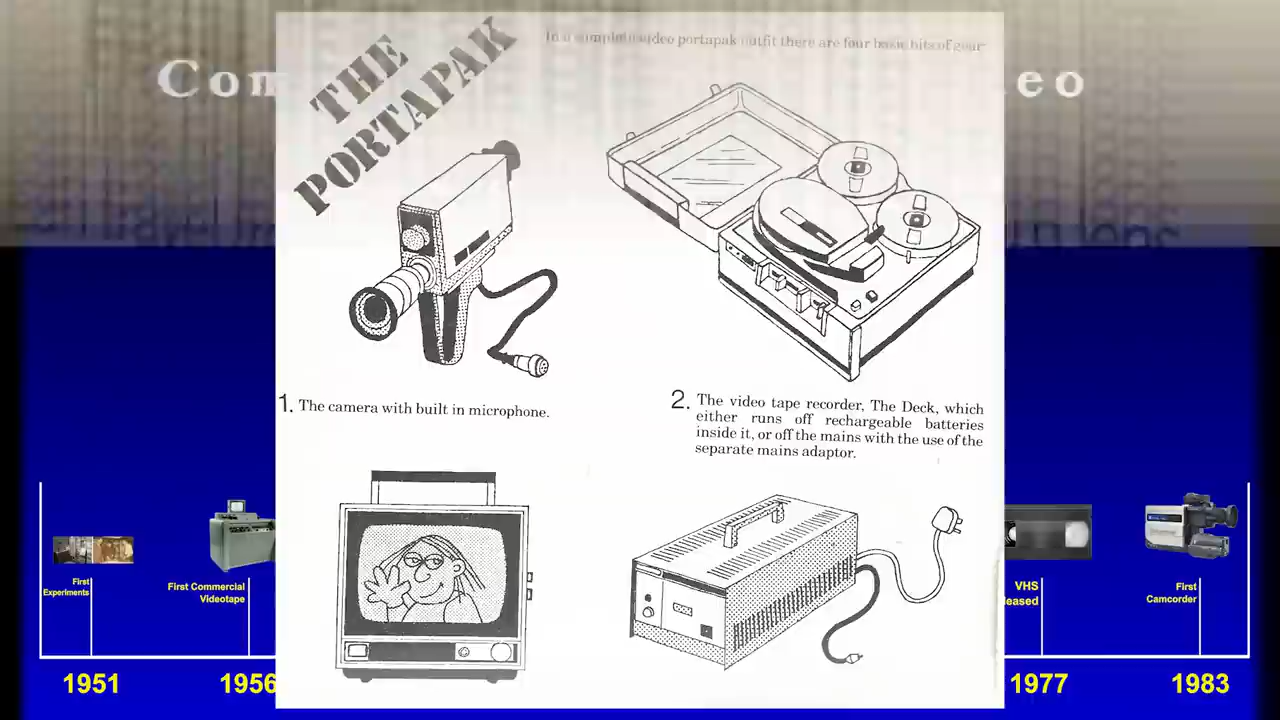 THE
PORTAPAK
In a complete video portapak outfit there are four basic bits of gear
Com eo
1. The camera with built in microphone.
2. The video tape recorder, The Deck, which
either runs off rechargeable batteries
inside it, or off the mains with the use of the
separate mains adaptor.
First
Experiments
First Commercial
Videotape
VHS
eased
First
Camcorder
1951
1956
1977
1983